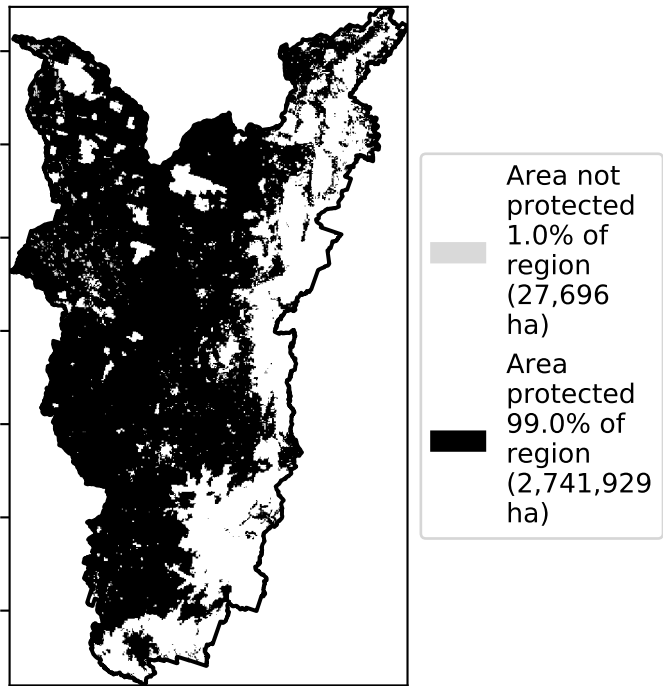 Area not
protected
1.0% of
region
(27,696
ha)
Area
protected
99.0% of
region
(2,741,929
ha)